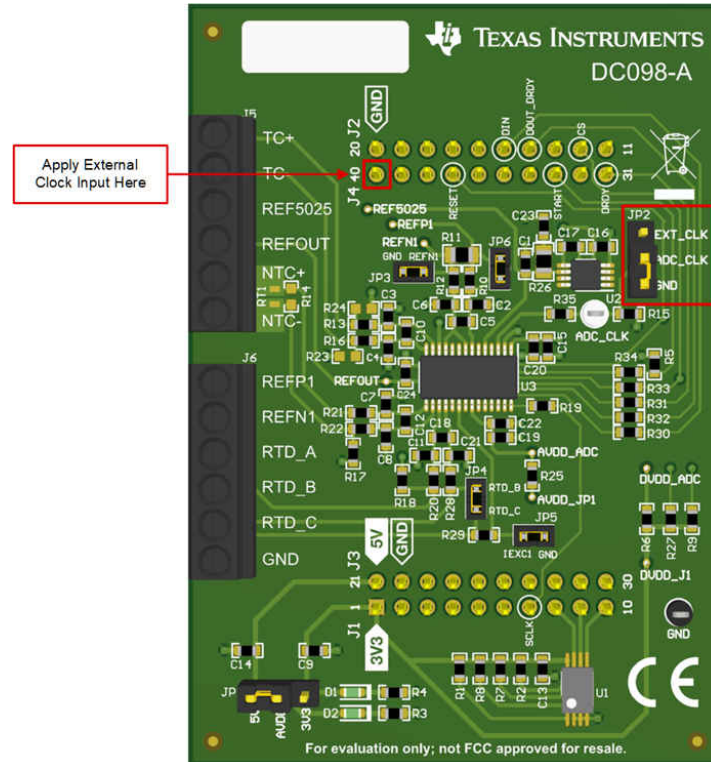 TEXAS INSTRUMENTS
DC098-A
Apply External
Clock Input Here
J5
TC+
TC-
REF5025
REFOUT
NTC+
NTC-
J6
REFP1
REFN1
RTD_A
RTD_B
RTD_C
GND
J2
GND
20
DIN
DOUT_DRDY
CS
11
J4
40
RESET
START
DRDY
31
REF5025
REFP1
REFN1
GND REFN1
JP3
R11
R12
R10
JP6
C23
C1
R26
C17
C16
U2
JP2
EXT_CLK
ADC_CLK
GND
R35
R15
ADC_CLK
C6
C2
C5
C3
C10
R24
R13
R16
C4
R23
R14
REFOUT
C24
C7
C12
C8
R21
R22
R17
C15
C20
U3
R19
R34
R5
R33
R31
R32
R30
C18
C22
C19
C11
C21
R18
R20
R28
JP4
RTD_B
RTD_C
AVDD_ADC
R25
AVDD_JP1
R29
JP5
IEXC1 GND
DVDD_ADC
R6
R27
R9
DVDD_J1
GND
5V
GND
J3
21
30
J1
1
10
SCLK
3V3
C14
C9
JP
5V
AVDD
3V3
D1
D2
R4
R3
R1
R8
R7
R2
C13
U1
CE
For evaluation only; not FCC approved for resale.